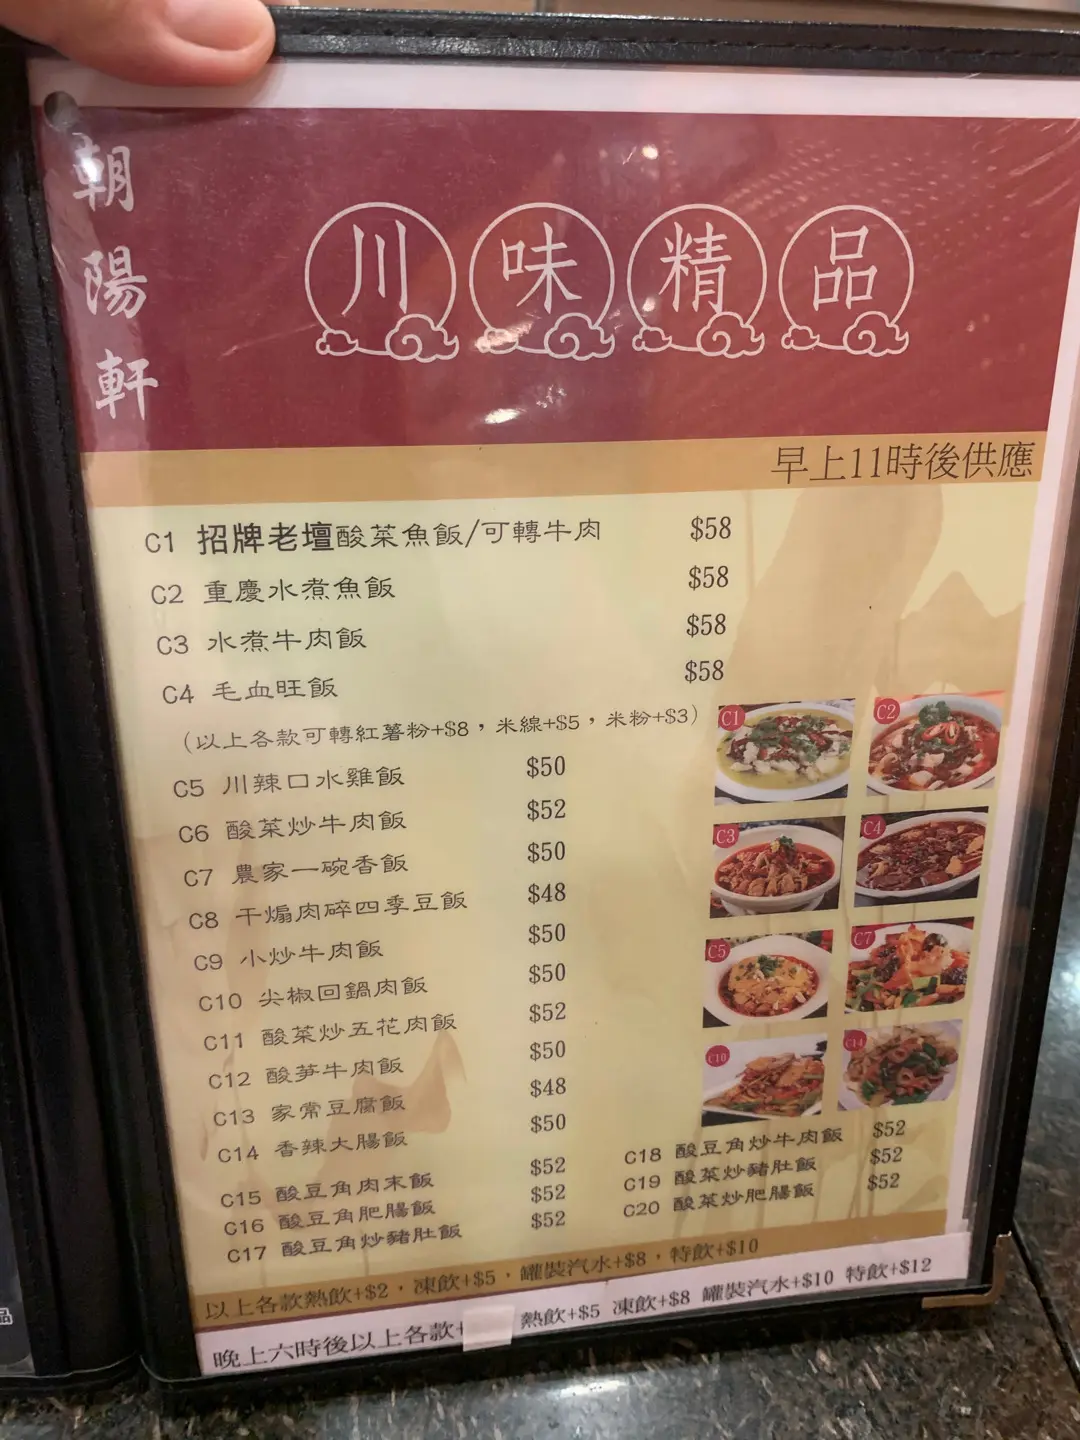 朝陽軒
川味精品
早上11時後供應
C1 招牌老壇酸菜魚飯/可轉牛肉 $58
C2 重慶水煮魚飯 $58
C3 水煮牛肉飯 $58
C4 毛血旺飯 $58
(以上各款可轉紅薯粉+$8，米線+$5，米粉+$3)
C5 川辣口水雞飯 $50
C6 酸菜炒牛肉飯 $52
C7 農家一碗香飯 $50
C8 干煸肉碎四季豆飯 $48
C9 小炒牛肉飯 $50
C10 尖椒回鍋肉飯 $50
C11 酸菜炒五花肉飯 $52
C12 酸笋牛肉飯 $50
C13 家常豆腐飯 $48
C14 香辣大腸飯 $50
C15 酸豆角肉末飯 $52
C16 酸豆角肥腸飯 $52
C17 酸豆角炒豬肚飯 $52
C1
C2
C3
C4
C5
C7
C10
C14
C18 酸豆角炒牛肉飯 $52
C19 酸菜炒豬肚飯 $52
C20 酸菜炒肥腸飯 $52
以上各款熱飲+$2，凍飲+$5，罐裝汽水+$8，特飲+$10
晚上六時後以上各款+ 熱飲+$5 凍飲+$8 罐裝汽水+$10 特飲+$12
品